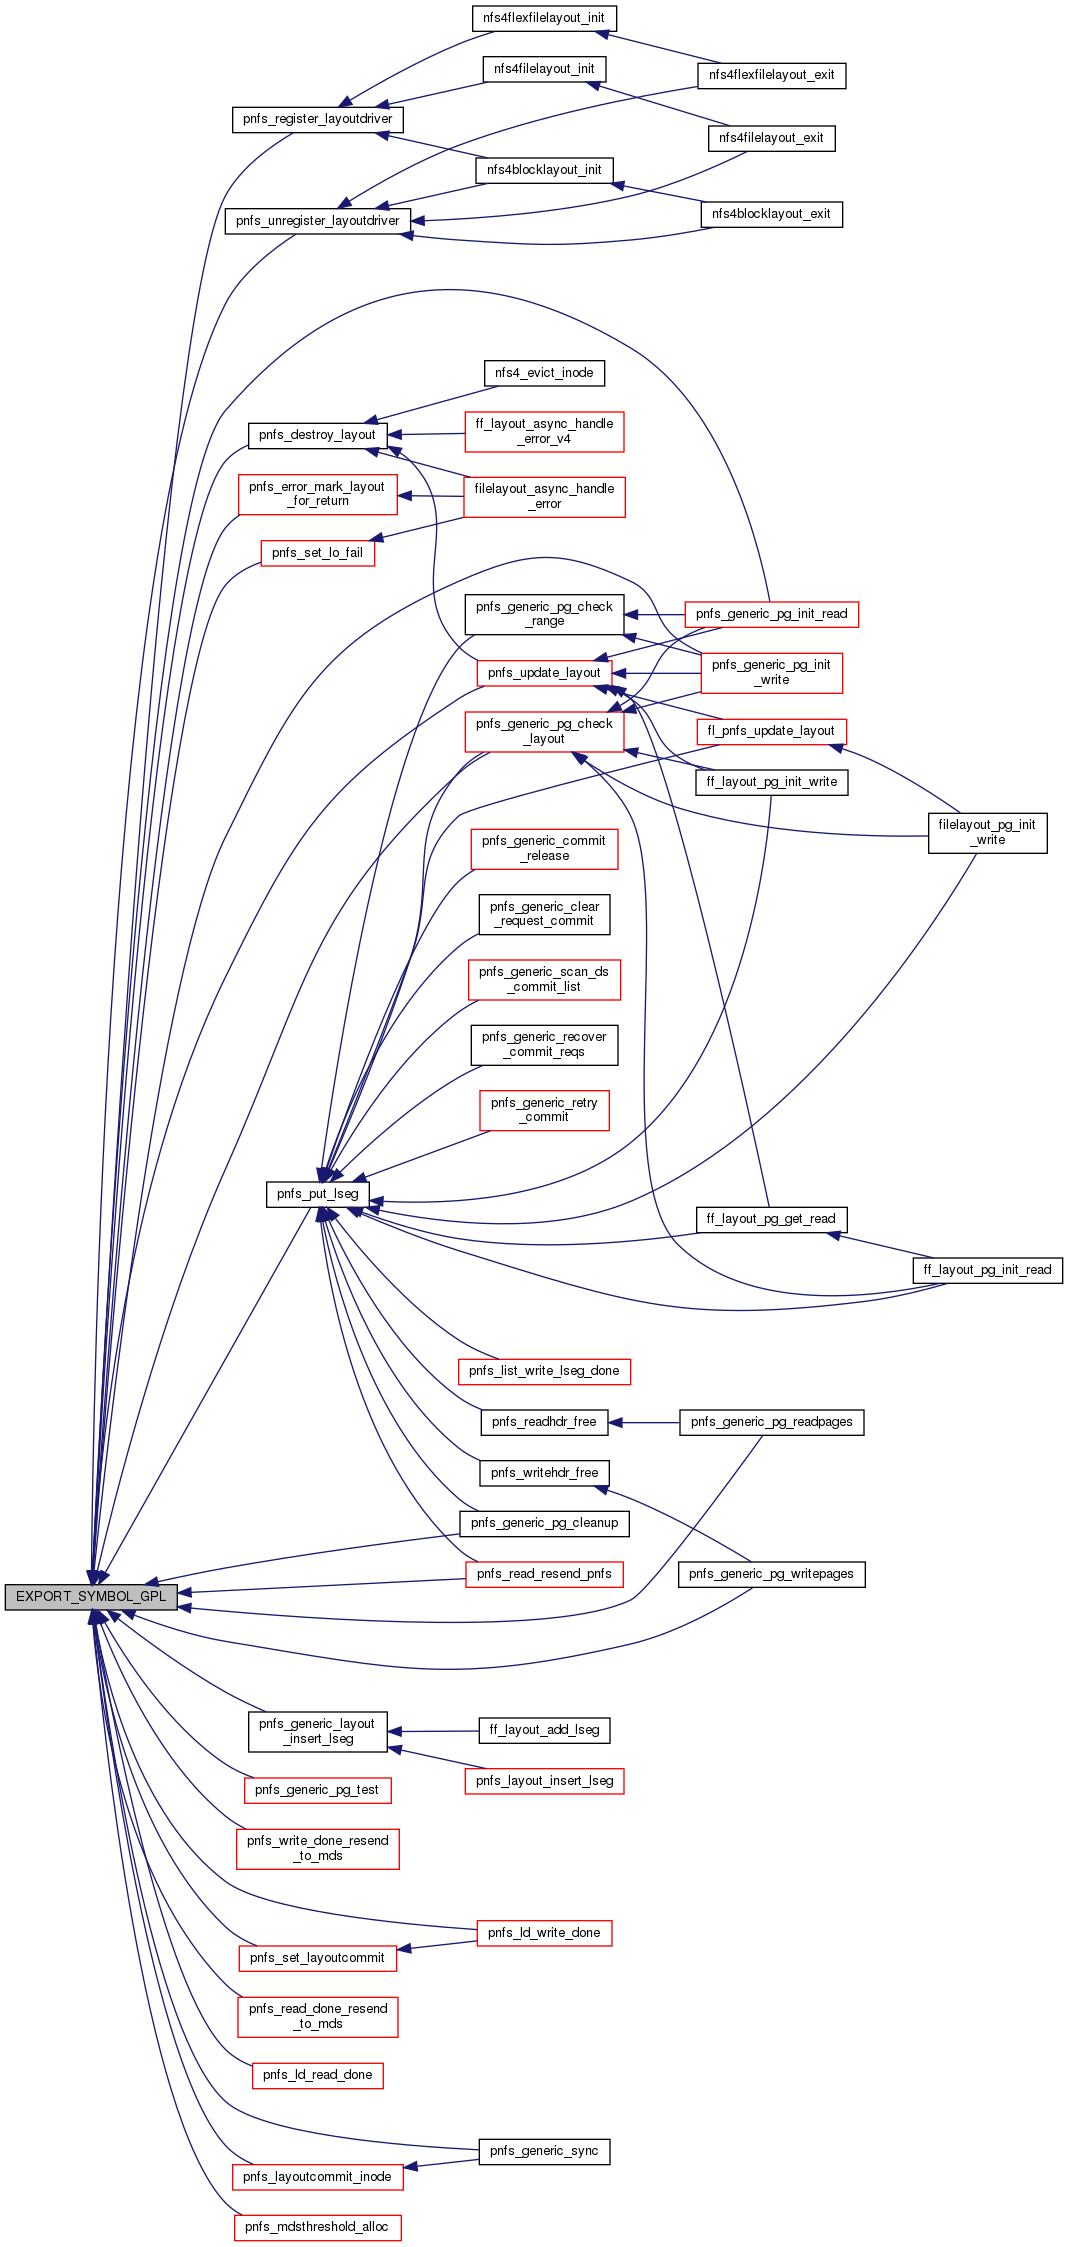 nfs4flexfilelayout_init
nfs4filelayout_init
nfs4flexfilelayout_exit
pnfs_register_layoutdriver
nfs4filelayout_exit
nfs4blocklayout_init
pnfs_unregister_layoutdriver
nfs4blocklayout_exit
nfs4_evict_inode
pnfs_destroy_layout
ff_layout_async_handle
_error_v4
pnfs_error_mark_layout
_for_return
filelayout_async_handle
_error
pnfs_set_lo_fail
pnfs_generic_pg_check
_range
pnfs_generic_pg_init_read
pnfs_update_layout
pnfs_generic_pg_init
_write
pnfs_generic_pg_check
_layout
fl_pnfs_update_layout
ff_layout_pg_init_write
filelayout_pg_init
_write
pnfs_generic_commit
_release
pnfs_generic_clear
_request_commit
pnfs_generic_scan_ds
_commit_list
pnfs_generic_recover
_commit_reqs
pnfs_generic_retry
_commit
pnfs_put_lseg
ff_layout_pg_get_read
ff_layout_pg_init_read
pnfs_list_write_lseg_done
pnfs_readhdr_free
pnfs_generic_pg_readpages
pnfs_writehdr_free
pnfs_generic_pg_cleanup
pnfs_read_resend_pnfs
pnfs_generic_pg_writepages
EXPORT_SYMBOL_GPL
pnfs_generic_layout
_insert_lseg
ff_layout_add_lseg
pnfs_layout_insert_lseg
pnfs_generic_pg_test
pnfs_write_done_resend
_to_mds
pnfs_ld_write_done
pnfs_set_layoutcommit
pnfs_read_done_resend
_to_mds
pnfs_ld_read_done
pnfs_generic_sync
pnfs_layoutcommit_inode
pnfs_mdsthreshold_alloc